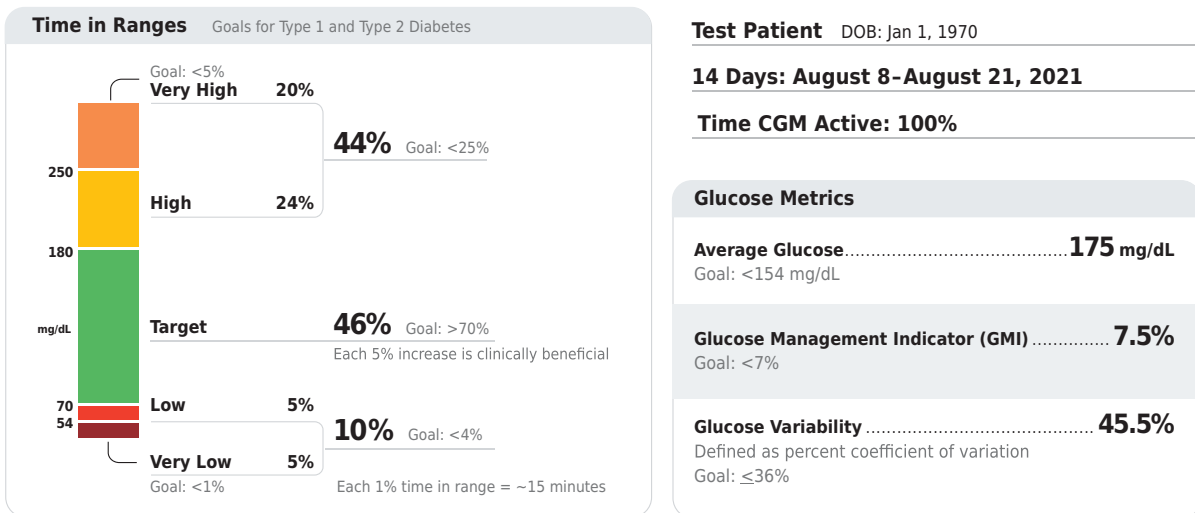 Time in Ranges Goals for Type 1 and Type 2 Diabetes
Goal: <5%
Very High 20%
44% Goal: <25%
250
High 24%
180
mg/dL
Target 46% Goal: >70%
Each 5% increase is clinically beneficial
70
Low 5%
54
10% Goal: <4%
Very Low 5%
Goal: <1%
Each 1% time in range = ~15 minutes
Test Patient DOB: Jan 1, 1970
14 Days: August 8–August 21, 2021
Time CGM Active: 100%
Glucose Metrics
Average Glucose..........................................175 mg/dL
Goal: <154 mg/dL
Glucose Management Indicator (GMI) ............... 7.5%
Goal: <7%
Glucose Variability ........................................... 45.5%
Defined as percent coefficient of variation
Goal: ≤36%